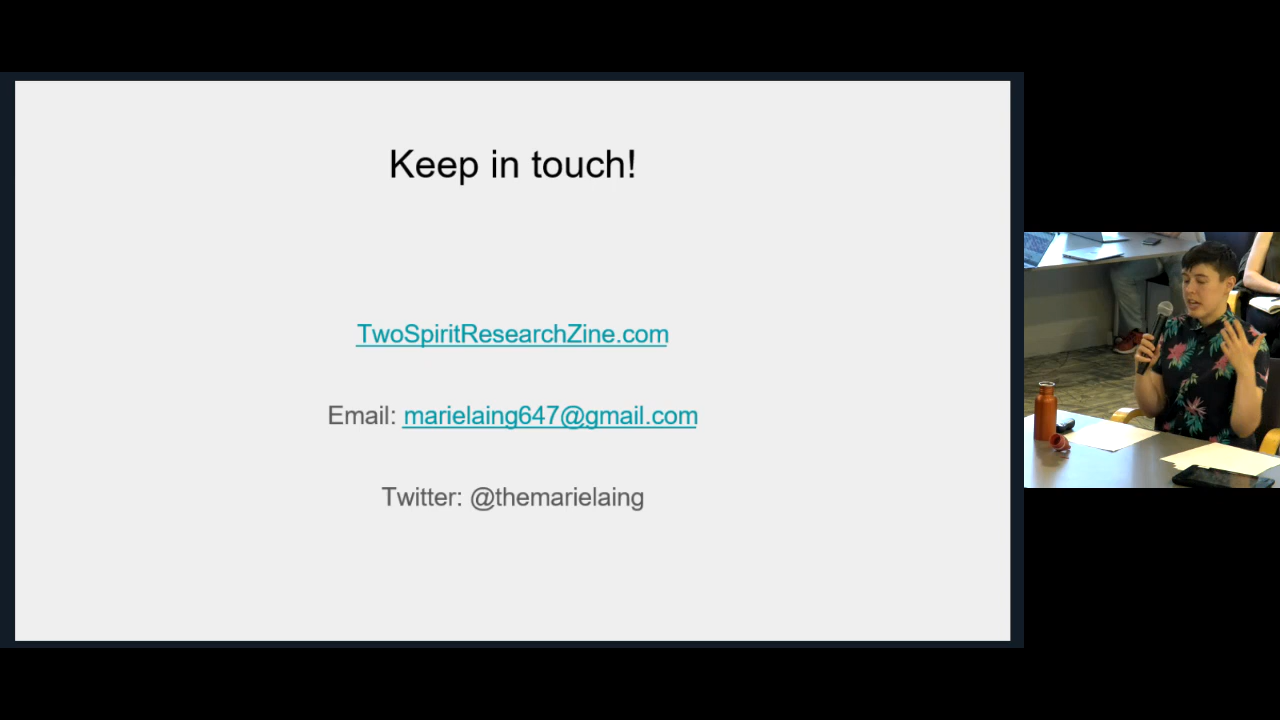 Keep in touch!
TwoSpiritResearchZine.com
Email: marielaing647@gmail.com
Twitter: @themarielaing